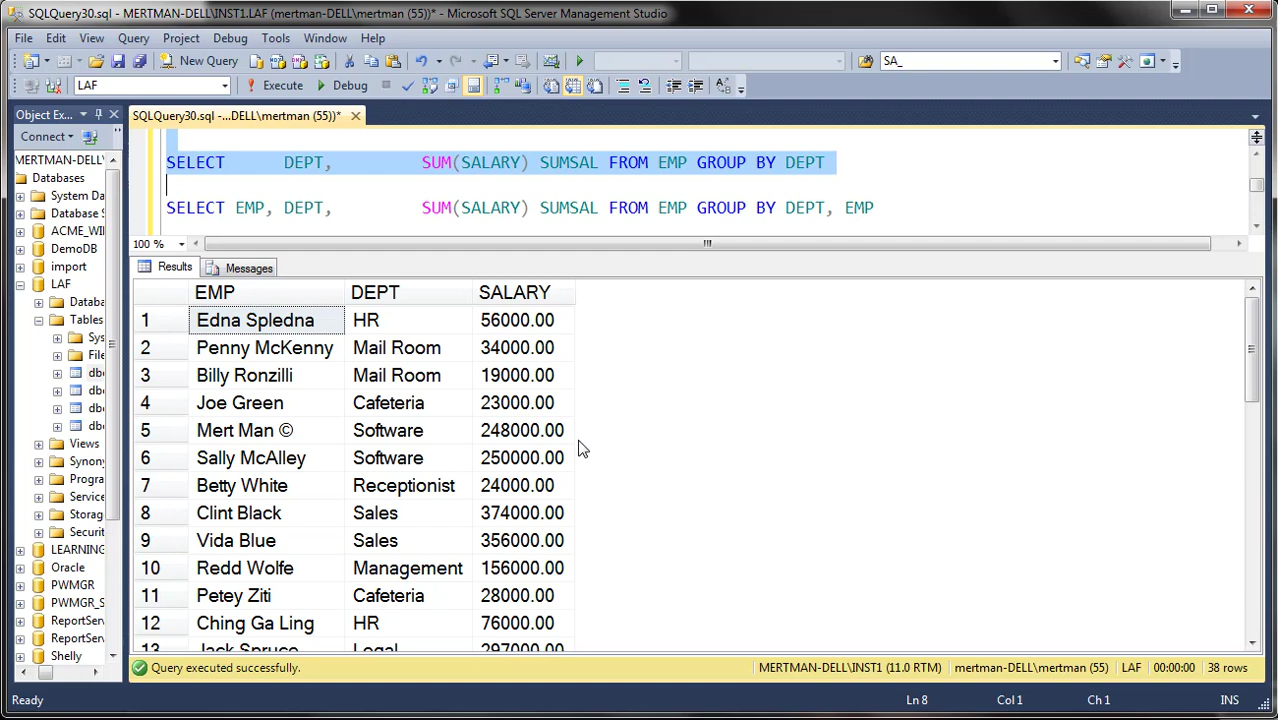 SQLQuery30.sql - MERTMAN-DELL\INST1.LAF (mertman-DELL\mertman (55))* - Microsoft SQL Server Management Studio
File Edit View Query Project Debug Tools Window Help
New Query SA_
LAF Execute Debug
Object Ex... SQLQuery30.sql -...DELL\mertman (55))*
Connect
SELECT DEPT, SUM(SALARY) SUMSAL FROM EMP GROUP BY DEPT
SELECT EMP, DEPT, SUM(SALARY) SUMSAL FROM EMP GROUP BY DEPT, EMP
100 %
MERTMAN-DELL
Databases
System Da
Database S
ACME_WI
DemoDB
import
LAF
Databa
Tables
Sys
File
dbo
dbo
dbo
dbo
Views
Synony
Progra
Service
Storag
Securit
LEARNING
Oracle
PWMGR
PWMGR_S
ReportServ
ReportServ
Shelly
Results Messages
EMP DEPT SALARY
1 Edna Spledna HR 56000.00
2 Penny McKenny Mail Room 34000.00
3 Billy Ronzilli Mail Room 19000.00
4 Joe Green Cafeteria 23000.00
5 Mert Man © Software 248000.00
6 Sally McAlley Software 250000.00
7 Betty White Receptionist 24000.00
8 Clint Black Sales 374000.00
9 Vida Blue Sales 356000.00
10 Redd Wolfe Management 156000.00
11 Petey Ziti Cafeteria 28000.00
12 Ching Ga Ling HR 76000.00
13 Jack Spruce Legal 297000.00
Query executed successfully. MERTMAN-DELL\INST1 (11.0 RTM) mertman-DELL\mertman (55) LAF 00:00:00 38 rows
Ready Ln 8 Col 1 Ch 1 INS